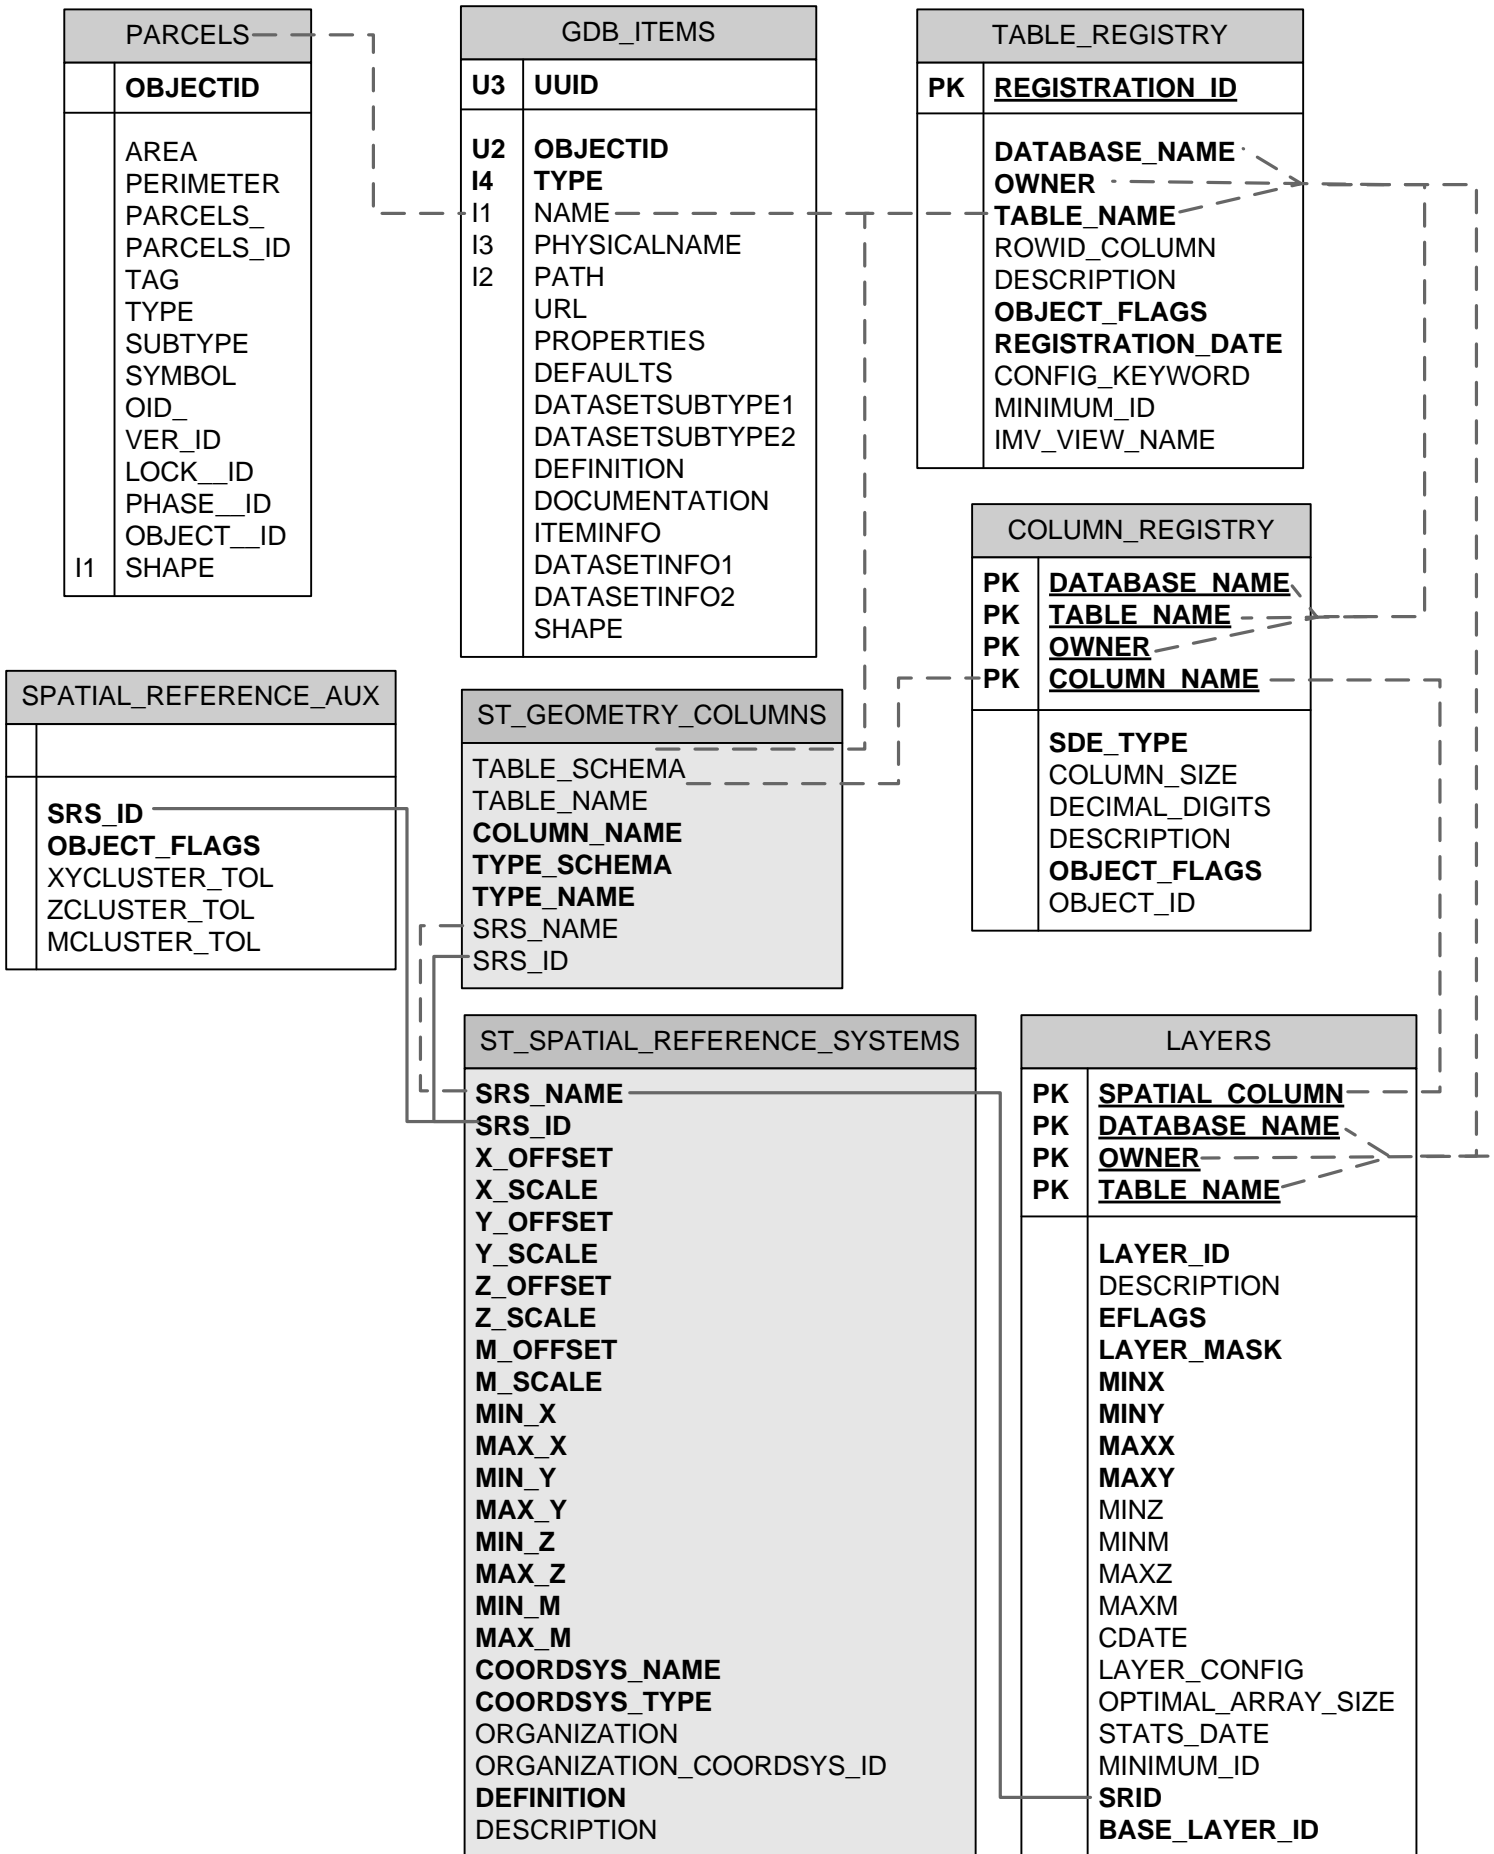 PARCELS
OBJECTID
AREA
PERIMETER
PARCELS_
PARCELS_ID
TAG
TYPE
SUBTYPE
SYMBOL
OID_
VER_ID
LOCK__ID
PHASE__ID
OBJECT__ID
I1 SHAPE
GDB_ITEMS
U3 UUID
U2 OBJECTID
I4 TYPE
I1 NAME
I3 PHYSICALNAME
I2 PATH
URL
PROPERTIES
DEFAULTS
DATASETSUBTYPE1
DATASETSUBTYPE2
DEFINITION
DOCUMENTATION
ITEMINFO
DATASETINFO1
DATASETINFO2
SHAPE
TABLE_REGISTRY
PK REGISTRATION_ID
DATABASE_NAME
OWNER
TABLE_NAME
ROWID_COLUMN
DESCRIPTION
OBJECT_FLAGS
REGISTRATION_DATE
CONFIG_KEYWORD
MINIMUM_ID
IMV_VIEW_NAME
COLUMN_REGISTRY
PK DATABASE_NAME
PK TABLE_NAME
PK OWNER
PK COLUMN_NAME
SDE_TYPE
COLUMN_SIZE
DECIMAL_DIGITS
DESCRIPTION
OBJECT_FLAGS
OBJECT_ID
SPATIAL_REFERENCE_AUX
SRS_ID
OBJECT_FLAGS
XYCLUSTER_TOL
ZCLUSTER_TOL
MCLUSTER_TOL
ST_GEOMETRY_COLUMNS
TABLE_SCHEMA
TABLE_NAME
COLUMN_NAME
TYPE_SCHEMA
TYPE_NAME
SRS_NAME
SRS_ID
ST_SPATIAL_REFERENCE_SYSTEMS
SRS_NAME
SRS_ID
X_OFFSET
X_SCALE
Y_OFFSET
Y_SCALE
Z_OFFSET
Z_SCALE
M_OFFSET
M_SCALE
MIN_X
MAX_X
MIN_Y
MAX_Y
MIN_Z
MAX_Z
MIN_M
MAX_M
COORDSYS_NAME
COORDSYS_TYPE
ORGANIZATION
ORGANIZATION_COORDSYS_ID
DEFINITION
DESCRIPTION
LAYERS
PK SPATIAL_COLUMN
PK DATABASE_NAME
PK OWNER
PK TABLE_NAME
LAYER_ID
DESCRIPTION
EFLAGS
LAYER_MASK
MINX
MINY
MAXX
MAXY
MINZ
MINM
MAXZ
MAXM
CDATE
LAYER_CONFIG
OPTIMAL_ARRAY_SIZE
STATS_DATE
MINIMUM_ID
SRID
BASE_LAYER_ID